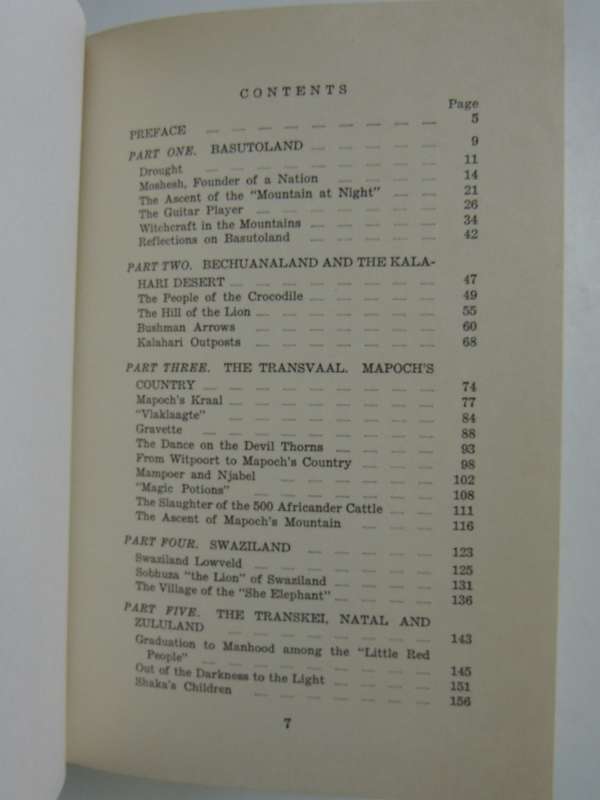 CONTENTS
Page
PREFACE 5
PART ONE. BASUTOLAND 9
Drought 11
Moshesh, Founder of a Nation 14
The Ascent of the "Mountain at Night" 21
The Guitar Player 26
Witchcraft in the Mountains 34
Reflections on Basutoland 42
PART TWO. BECHUANALAND AND THE KALA-
HARI DESERT 47
The People of the Crocodile 49
The Hill of the Lion 55
Bushman Arrows 60
Kalahari Outposts 68
PART THREE. THE TRANSVAAL. MAPOCH'S
COUNTRY 74
Mapoch's Kraal 77
"Vlaklaagte" 84
Gravette 88
The Dance on the Devil Thorns 93
From Witpoort to Mapoch's Country 98
Mampoer and Njabel 102
"Magic Potions" 108
The Slaughter of the 500 Africander Cattle 111
The Ascent of Mapoch's Mountain 116
PART FOUR. SWAZILAND 123
Swaziland Lowveld 125
Sobhuza "the Lion" of Swaziland 131
The Village of the "She Elephant" 136
PART FIVE. THE TRANSKEI, NATAL AND
ZULULAND 143
Graduation to Manhood among the "Little Red
People" 145
Out of the Darkness to the Light 151
Shaka's Children 156
7